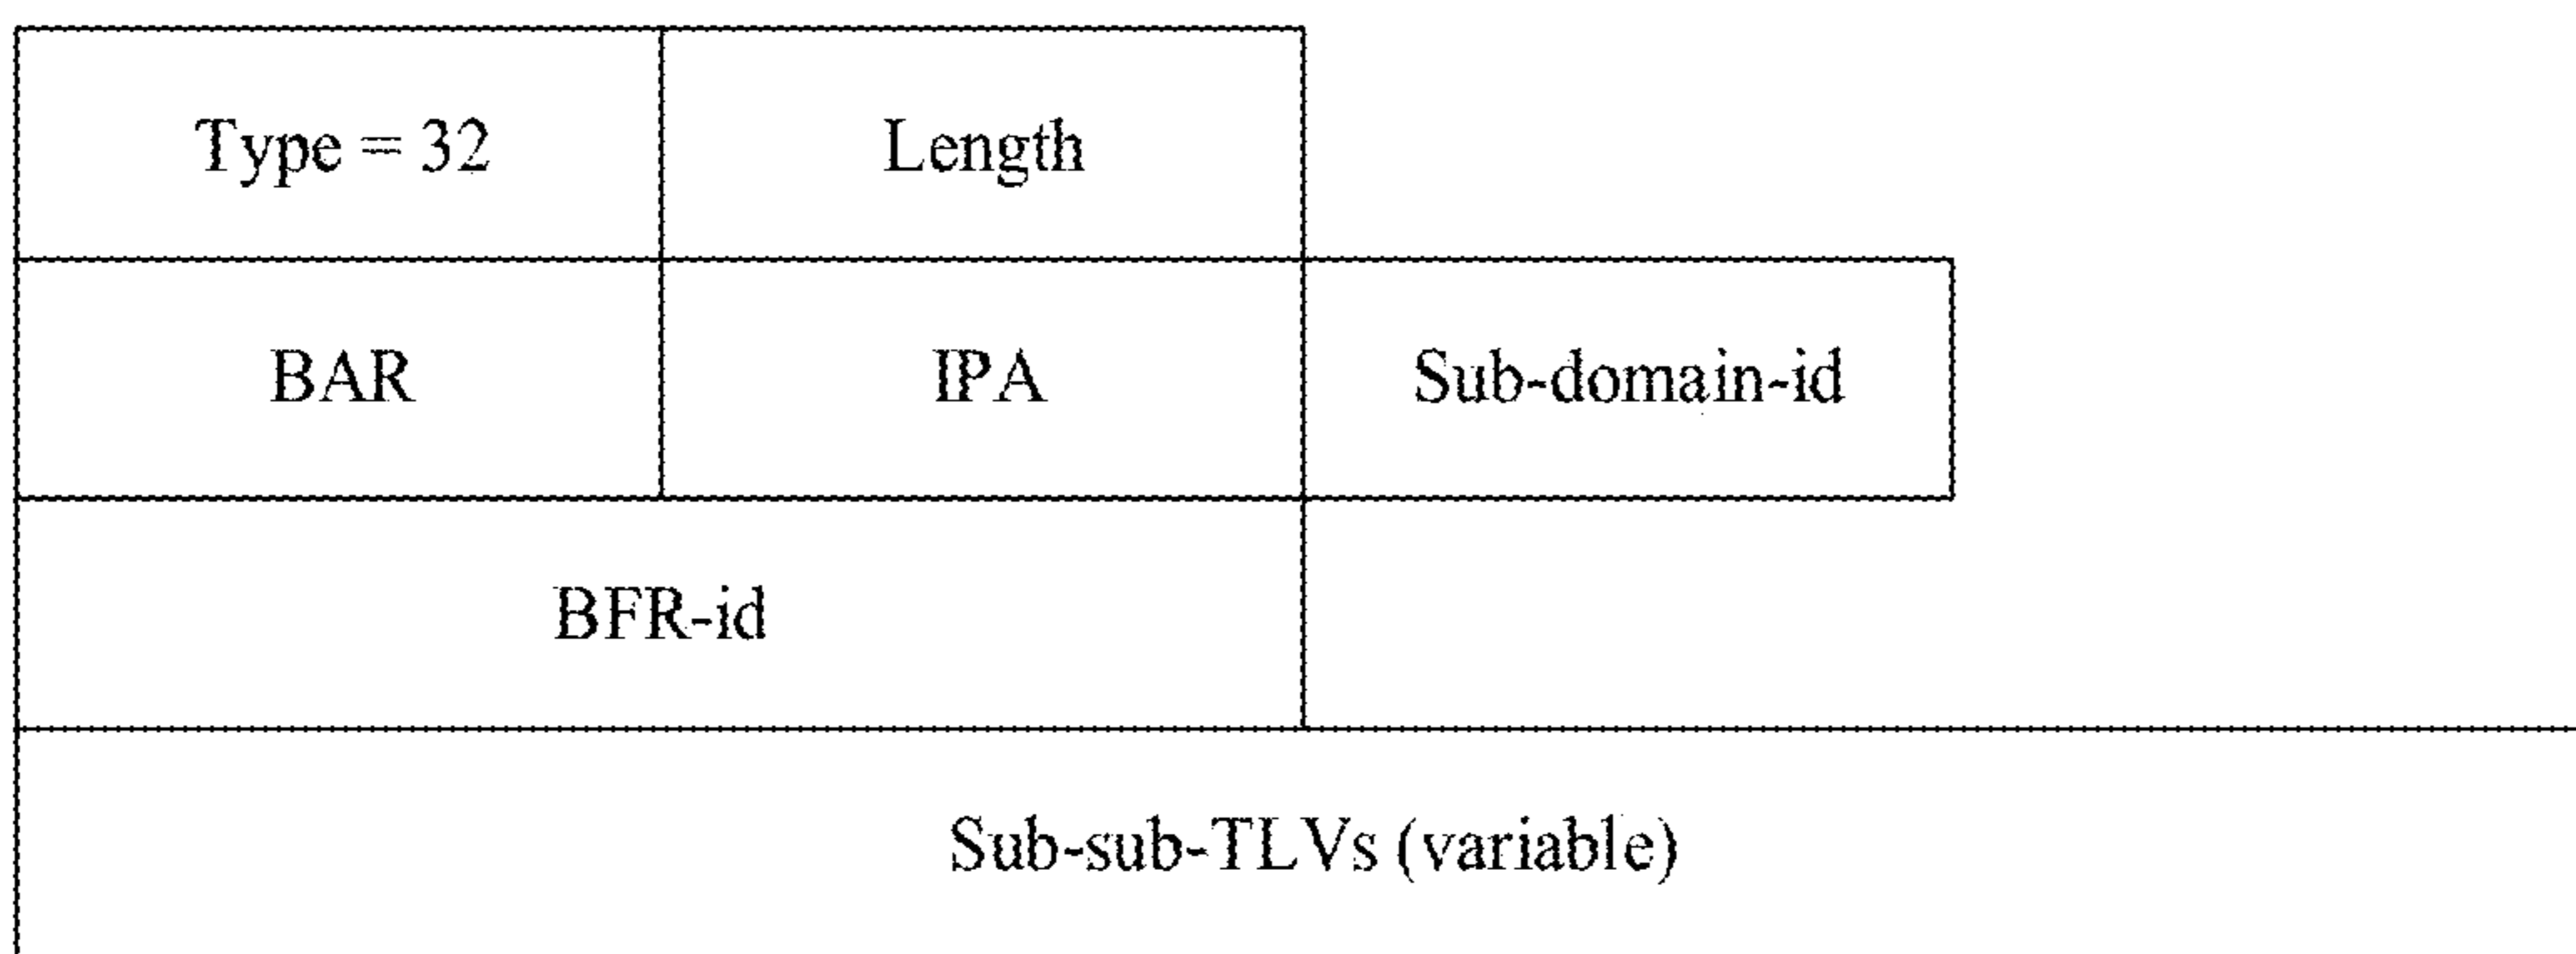 Type = 32 Length
BAR IPA Sub-domain-id
BFR-id
Sub-sub-TLVs (variable)